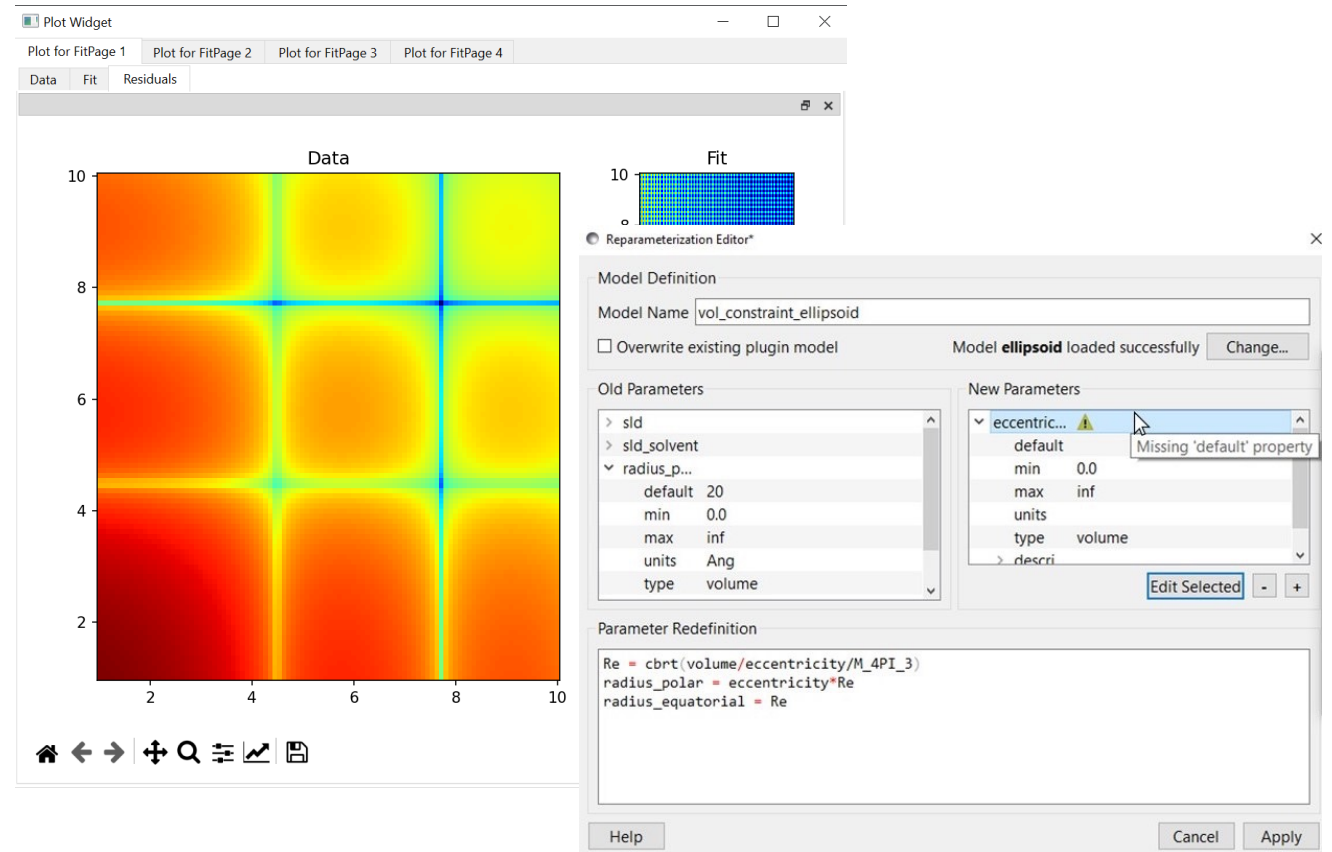 Plot Widget
Plot for FitPage 1 Plot for FitPage 2 Plot for FitPage 3 Plot for FitPage 4
Data Fit Residuals
Data
10
8
6
4
2
2 4 6 8 10
Fit
10
8
Reparameterization Editor*
Model Definition
Model Name vol_constraint_ellipsoid
Overwrite existing plugin model Model ellipsoid loaded successfully Change...
Old Parameters
sld
sld_solvent
radius_p...
default 20
min 0.0
max inf
units Ang
type volume
New Parameters
eccentric...
default
Missing 'default' property
min 0.0
max inf
units
type volume
descri
Edit Selected - +
Parameter Redefinition
Re = cbrt(volume/eccentricity/M_4PI_3)
radius_polar = eccentricity*Re
radius_equatorial = Re
Help Cancel Apply